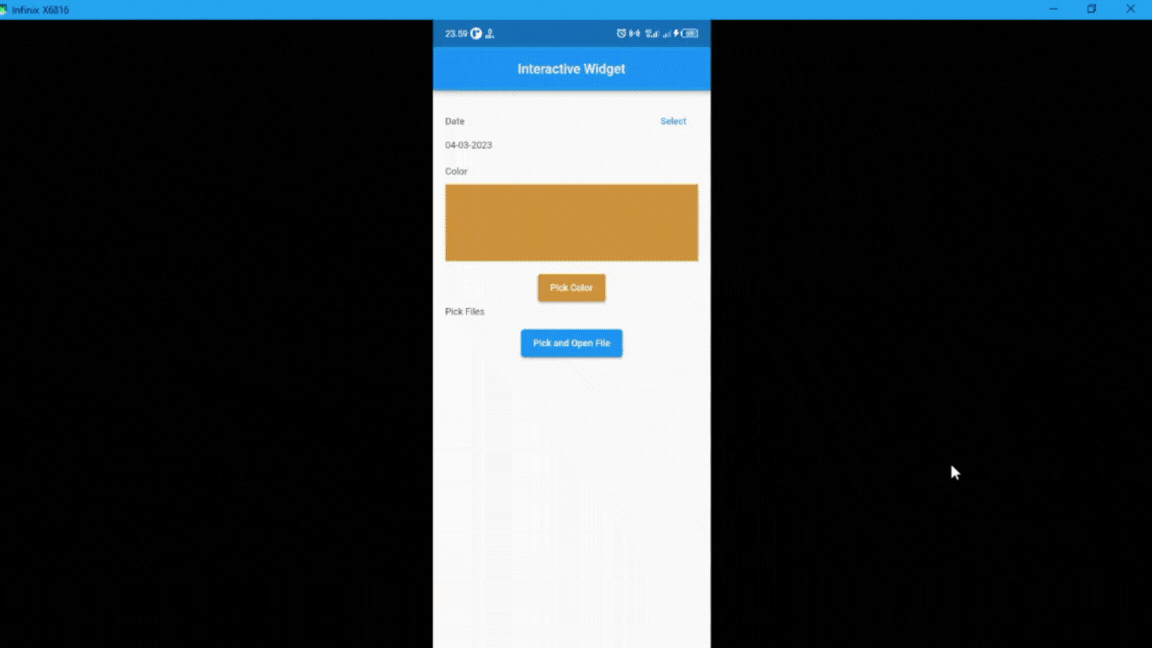 Infinix X6816
23.59
Interactive Widget
Date
Select
04-03-2023
Color
Pick Color
Pick Files
Pick and Open File